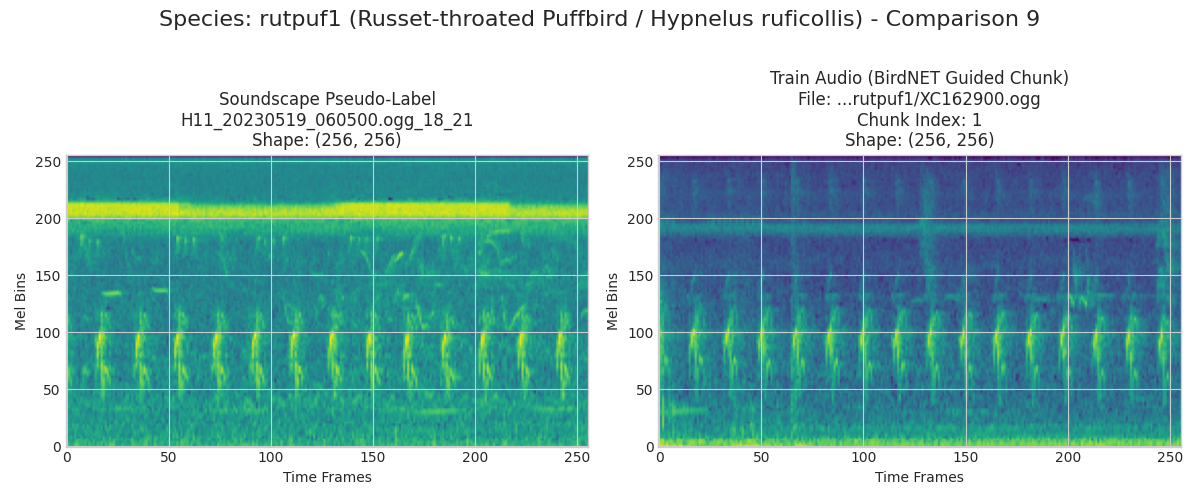 Species: rutpuf1 (Russet-throated Puffbird / Hypnelus ruficollis) - Comparison 9
Soundscape Pseudo-Label
H11_20230519_060500.ogg_18_21
Shape: (256, 256)
Train Audio (BirdNET Guided Chunk)
File: ...rutpuf1/XC162900.ogg
Chunk Index: 1
Shape: (256, 256)
Mel Bins
250
200
150
100
50
0
0 50 100 150 200 250
Time Frames
Mel Bins
250
200
150
100
50
0
0 50 100 150 200 250
Time Frames